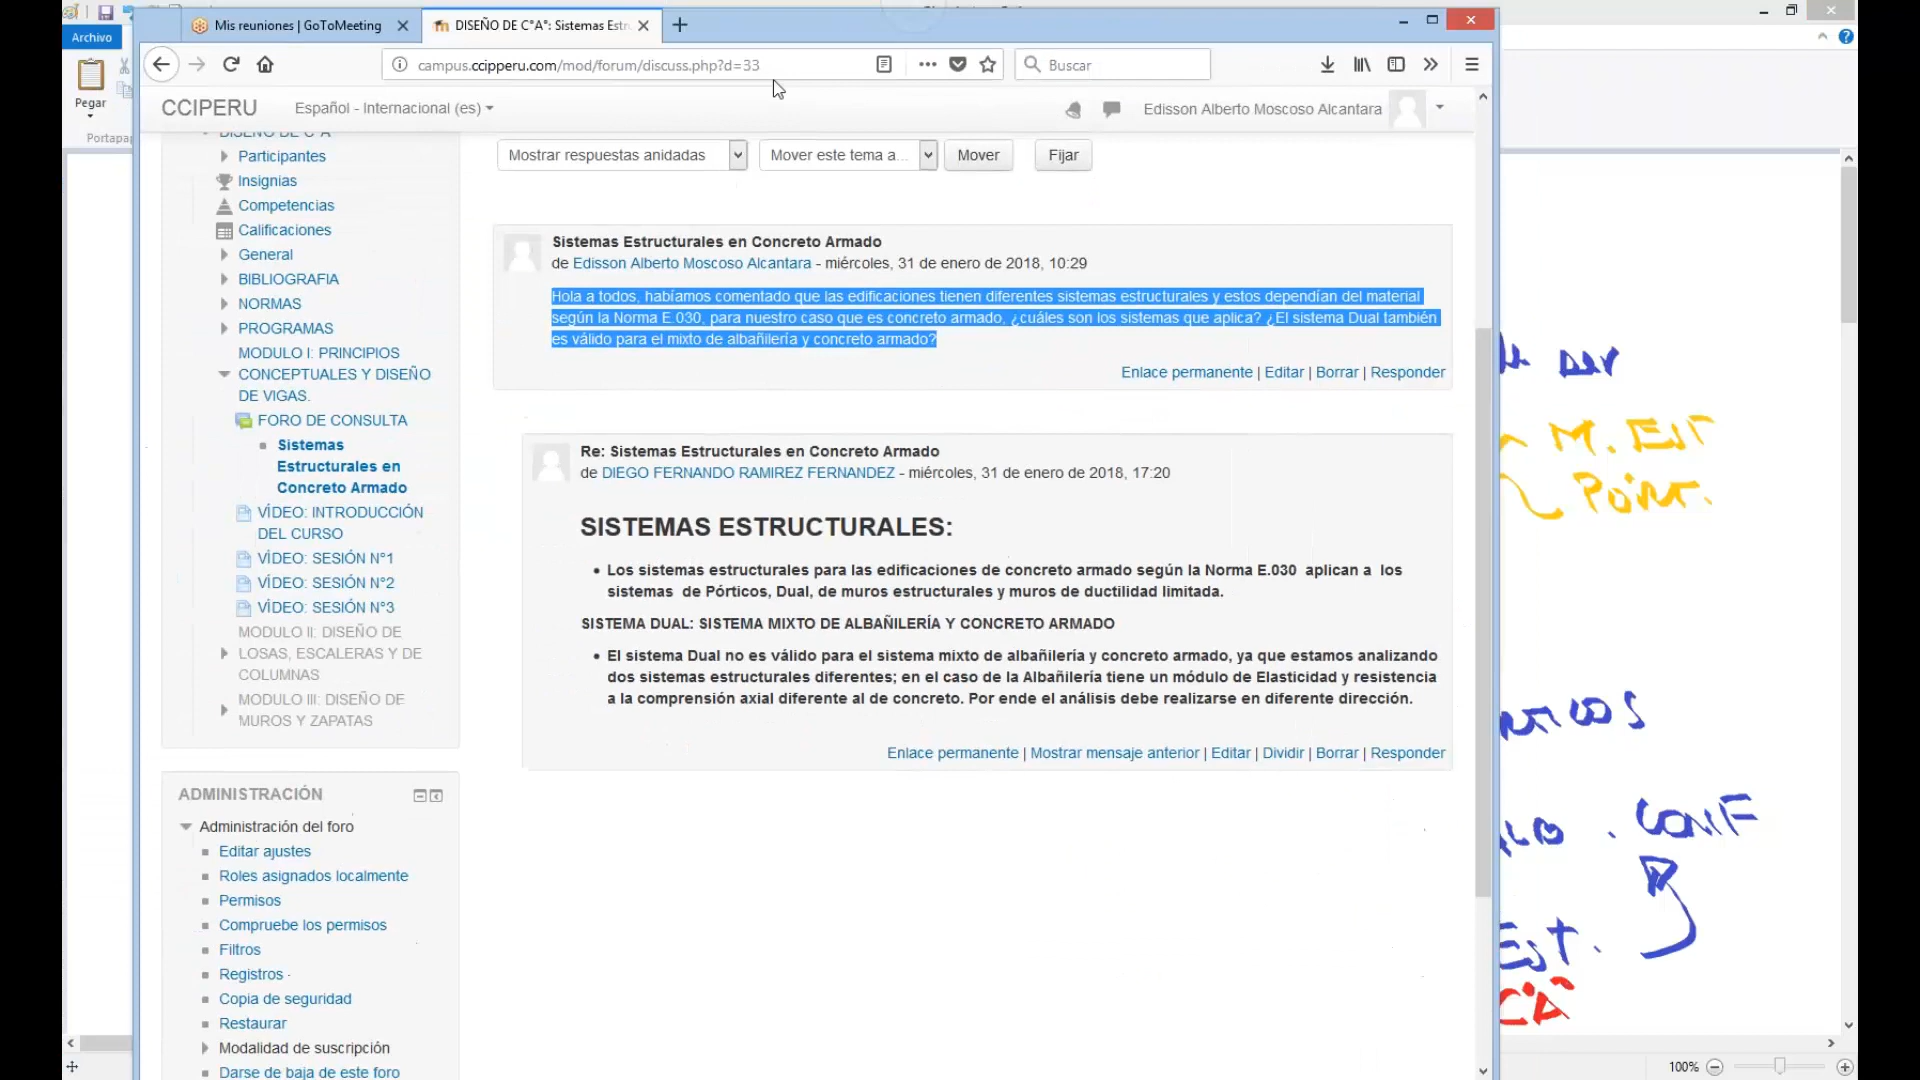 Mis reuniones | GoToMeeting
DISEÑO DE C°A°: Sistemas Estr
Archivo
campus.ccipperu.com/mod/forum/discuss.php?d=33
Buscar
Pegar
Portapap
CCIPERU
Español - Internacional (es)
Edisson Alberto Moscoso Alcantara
DISEÑO DE C°A°
Participantes
Insignias
Competencias
Calificaciones
General
BIBLIOGRAFIA
NORMAS
PROGRAMAS
MODULO I: PRINCIPIOS
CONCEPTUALES Y DISEÑO
DE VIGAS.
FORO DE CONSULTA
Sistemas
Estructurales en
Concreto Armado
VÍDEO: INTRODUCCIÓN
DEL CURSO
VÍDEO: SESIÓN N°1
VÍDEO: SESIÓN N°2
VÍDEO: SESIÓN N°3
MODULO II: DISEÑO DE
LOSAS, ESCALERAS Y DE
COLUMNAS
MODULO III: DISEÑO DE
MUROS Y ZAPATAS
ADMINISTRACIÓN
Administración del foro
Editar ajustes
Roles asignados localmente
Permisos
Compruebe los permisos
Filtros
Registros
Copia de seguridad
Restaurar
Modalidad de suscripción
Darse de baja de este foro
Mostrar respuestas anidadas
Mover este tema a...
Mover
Fijar
Sistemas Estructurales en Concreto Armado
de Edisson Alberto Moscoso Alcantara - miércoles, 31 de enero de 2018, 10:29
Hola a todos, habíamos comentado que las edificaciones tienen diferentes sistemas estructurales y estos dependían del material
según la Norma E.030, para nuestro caso que es concreto armado, ¿cuáles son los sistemas que aplica? ¿El sistema Dual también
es válido para el mixto de albañilería y concreto armado?
Enlace permanente | Editar | Borrar | Responder
Re: Sistemas Estructurales en Concreto Armado
de DIEGO FERNANDO RAMIREZ FERNANDEZ - miércoles, 31 de enero de 2018, 17:20
SISTEMAS ESTRUCTURALES:
• Los sistemas estructurales para las edificaciones de concreto armado según la Norma E.030 aplican a los
sistemas de Pórticos, Dual, de muros estructurales y muros de ductilidad limitada.
SISTEMA DUAL: SISTEMA MIXTO DE ALBAÑILERÍA Y CONCRETO ARMADO
• El sistema Dual no es válido para el sistema mixto de albañilería y concreto armado, ya que estamos analizando
dos sistemas estructurales diferentes; en el caso de la Albañilería tiene un módulo de Elasticidad y resistencia
a la comprensión axial diferente al de concreto. Por ende el análisis debe realizarse en diferente dirección.
Enlace permanente | Mostrar mensaje anterior | Editar | Dividir | Borrar | Responder
M. EST
PÓRT.
CONF
EST.
C°A°
100%